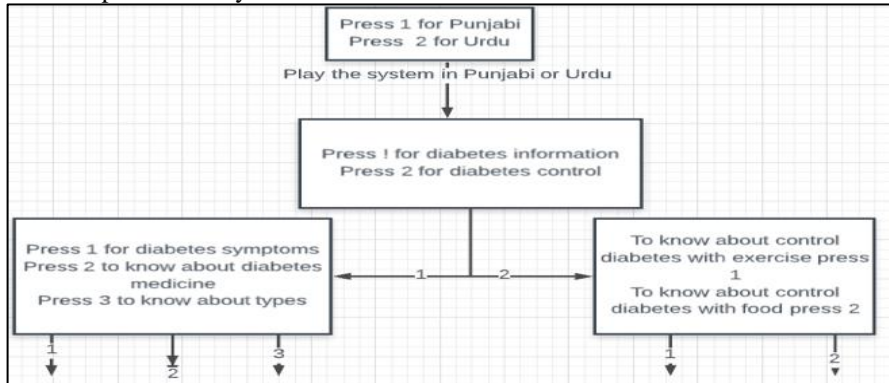 Press 1 for Punjabi
Press 2 for Urdu
Play the system in Punjabi or Urdu
Press ! for diabetes information
Press 2 for diabetes control
Press 1 for diabetes symptoms
Press 2 to know about diabetes
medicine
Press 3 to know about types
1
2
To know about control
diabetes with exercise press
1
To know about control
diabetes with food press 2
1
2
3
1
2